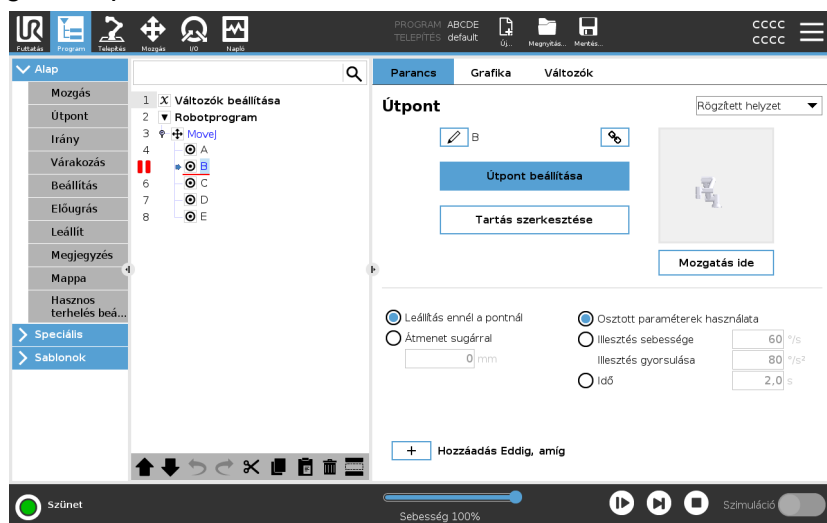 PROGRAM ABCDE
TELEPÍTÉS default
cccc
cccc
Futtatás Program Telepítés Mozgás I/O Napló Új... Megnyitás... Mentés...
Alap
Mozgás
Útpont
Irány
Várakozás
Beállítás
Előugrás
Leállít
Megjegyzés
Mappa
Hasznos
terhelés beá...
Speciális
Sablonok
1 X Változók beállítása
2 Robotprogram
3 MoveJ
4 A
B
6 C
7 D
8 E
Parancs Grafika Változók
Útpont
Rögzített helyzet
B
Útpont beállítása
Tartás szerkesztése
Mozgatás ide
Leállítás ennél a pontnál
Átmenet sugárral
0 mm
Osztott paraméterek használata
Illesztés sebessége 60 °/s
Illesztés gyorsulása 80 °/s²
Idő 2,0 s
+ Hozzáadás Eddig, amíg
Szünet
Sebesség 100%
Szimuláció